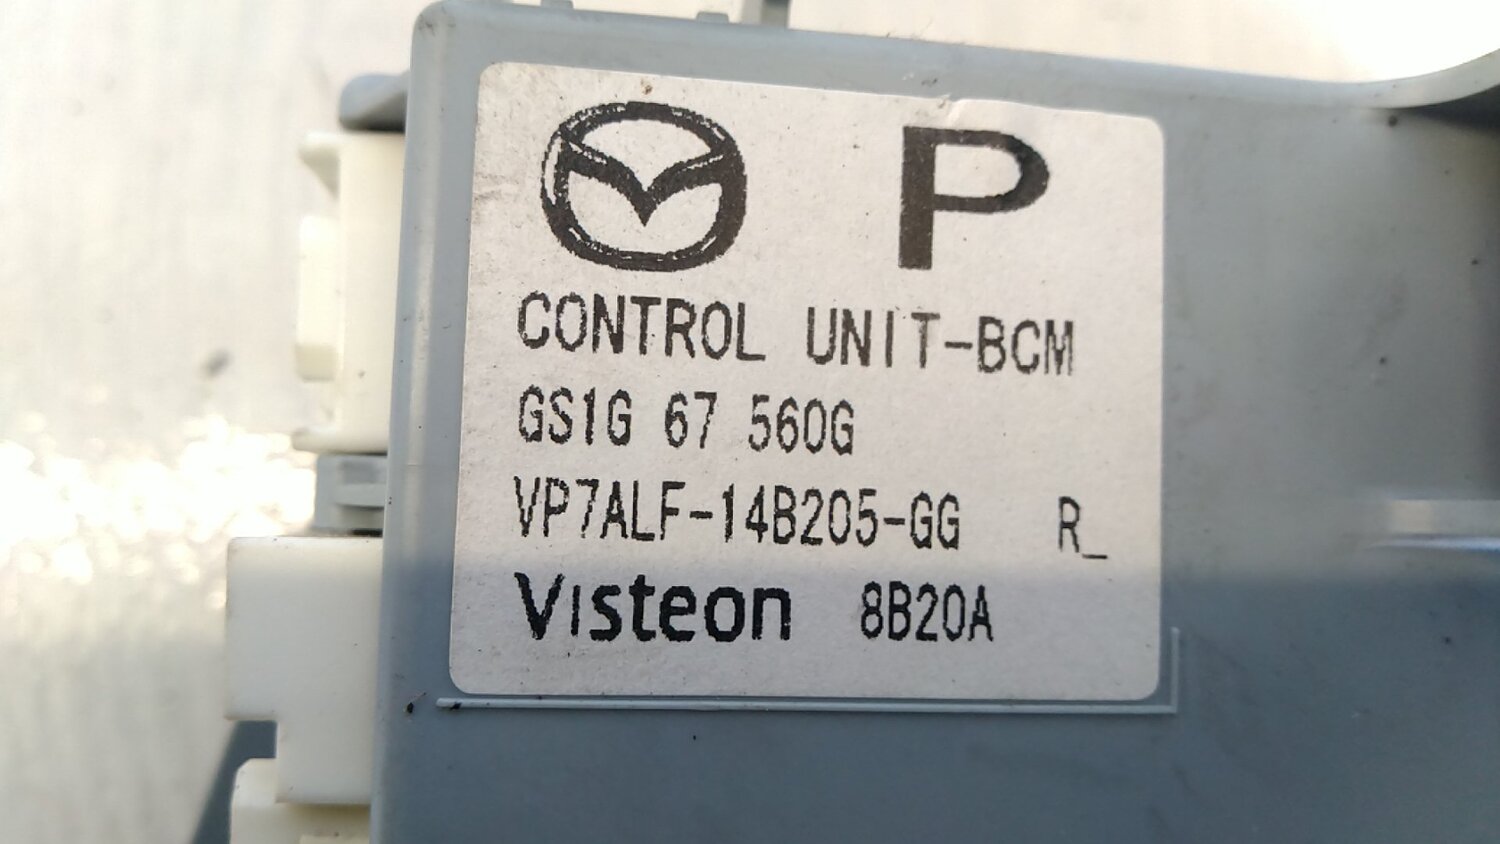 P
CONTROL UNIT-BCM
GS1G 67 560G
VP7ALF-14B205-GG R_
Visteon 8B20A